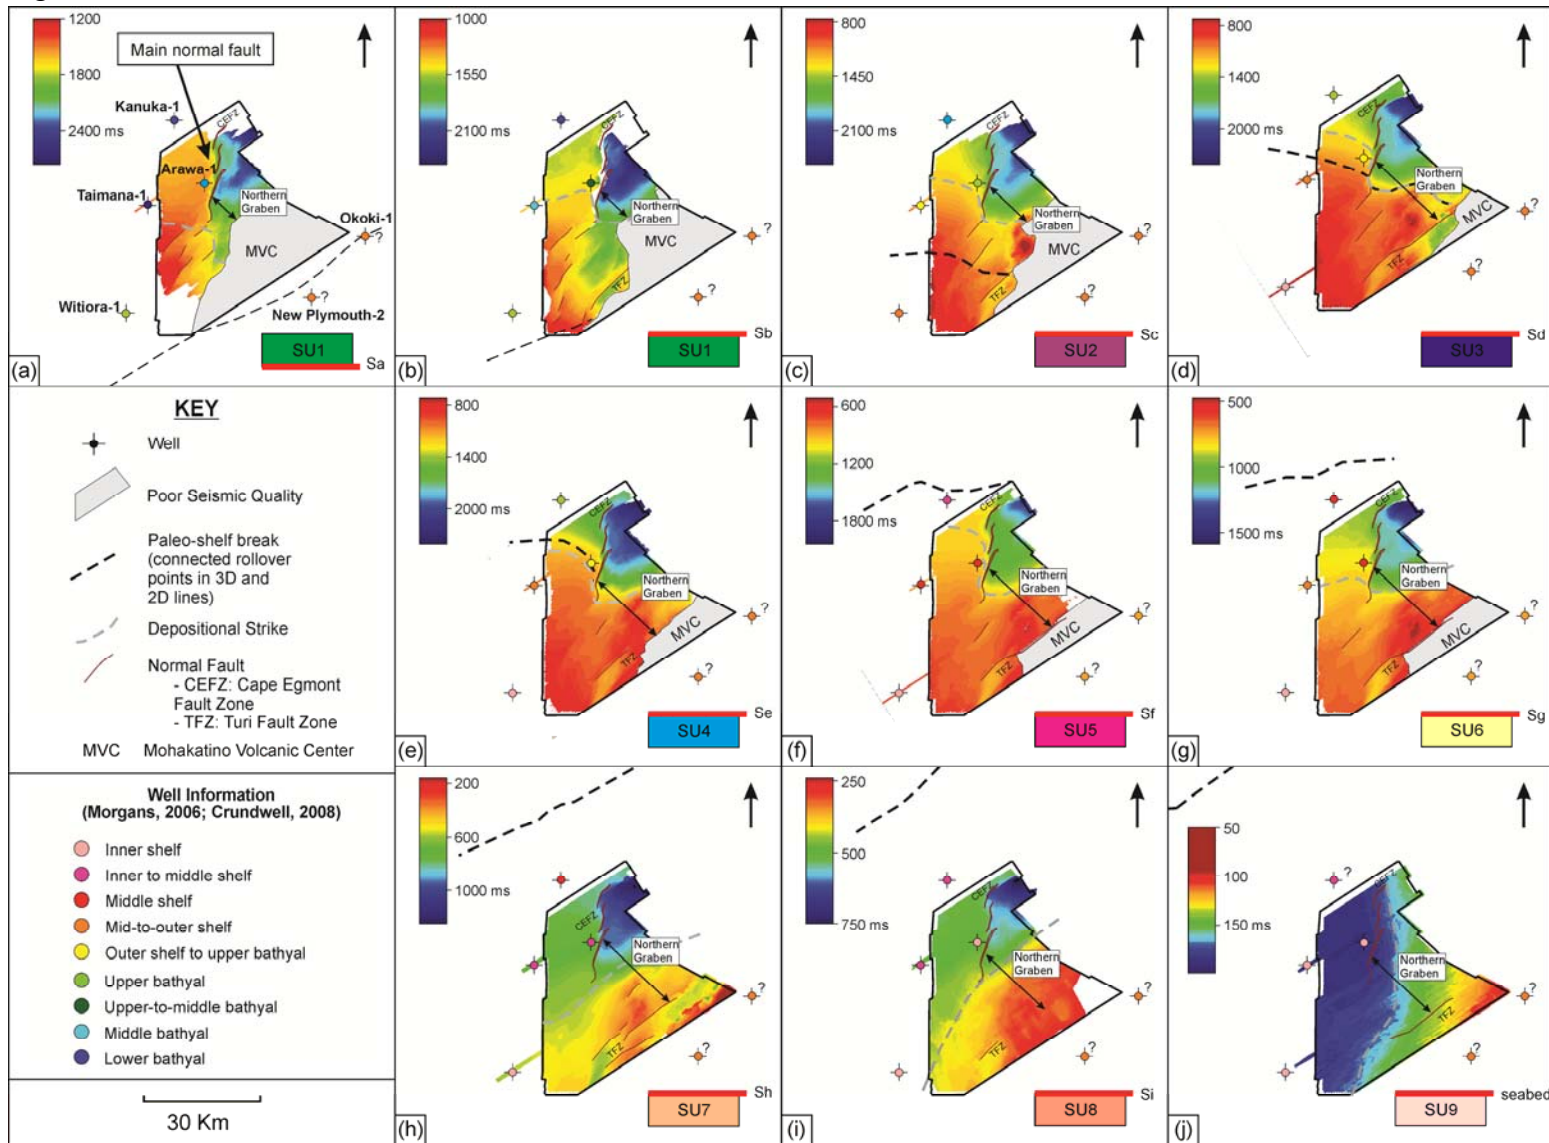 1200
1800
2400 ms
Main normal fault
Kanuka-1
CEFZ
Arawa-1
Taimana-1
Northern
Graben
Okoki-1
?
MVC
Witiora-1
?
New Plymouth-2
SU1
Sa
(a)
1000
1550
2100 ms
CEFZ
Northern
Graben
?
MVC
TFZ
?
SU1
Sb
(b)
800
1450
2100 ms
CEFZ
Northern
Graben
?
MVC
TFZ
?
SU2
Sc
(c)
800
1400
2000 ms
CEFZ
Northern
Graben
?
MVC
TFZ
?
SU3
Sd
(d)
KEY
Well
Poor Seismic Quality
Paleo-shelf break
(connected rollover
points in 3D and
2D lines)
Depositional Strike
Normal Fault
- CEFZ: Cape Egmont
Fault Zone
- TFZ: Turi Fault Zone
MVC Mohakatino Volcanic Center
800
1400
2000 ms
CEFZ
Northern
Graben
?
MVC
TFZ
?
SU4
Se
(e)
600
1200
1800 ms
CEFZ
Northern
Graben
?
MVC
TFZ
?
SU5
Sf
(f)
500
1000
1500 ms
CEFZ
Northern
Graben
?
MVC
TFZ
?
SU6
Sg
(g)
Well Information
(Morgans, 2006; Crundwell, 2008)
Inner shelf
Inner to middle shelf
Middle shelf
Mid-to-outer shelf
Outer shelf to upper bathyal
Upper bathyal
Upper-to-middle bathyal
Middle bathyal
Lower bathyal
30 Km
200
600
1000 ms
CEFZ
Northern
Graben
?
TFZ
?
SU7
Sh
(h)
250
500
750 ms
CEFZ
Northern
Graben
?
TFZ
?
SU8
Si
(i)
50
100
150 ms
?
CEFZ
Northern
Graben
?
TFZ
?
SU9
seabed
(j)